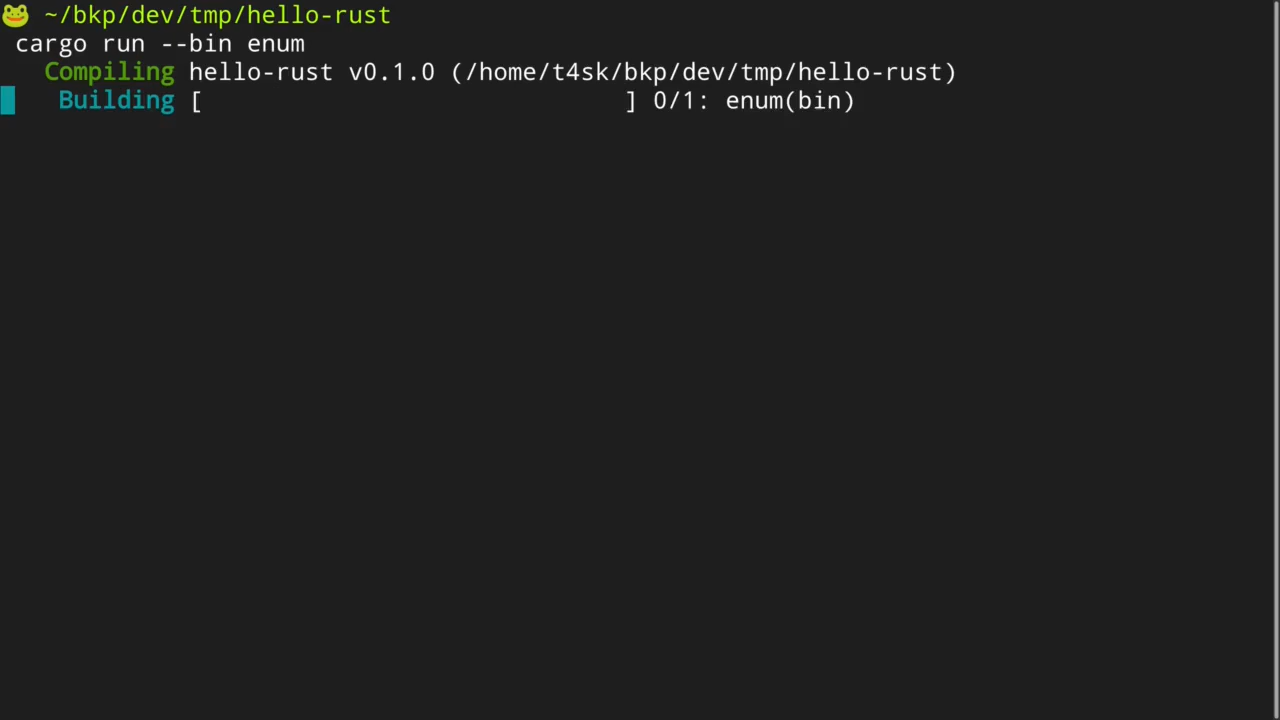 🐸 ~/bkp/dev/tmp/hello-rust
cargo run --bin enum
Compiling hello-rust v0.1.0 (/home/t4sk/bkp/dev/tmp/hello-rust)
Building [                             ] 0/1: enum(bin)